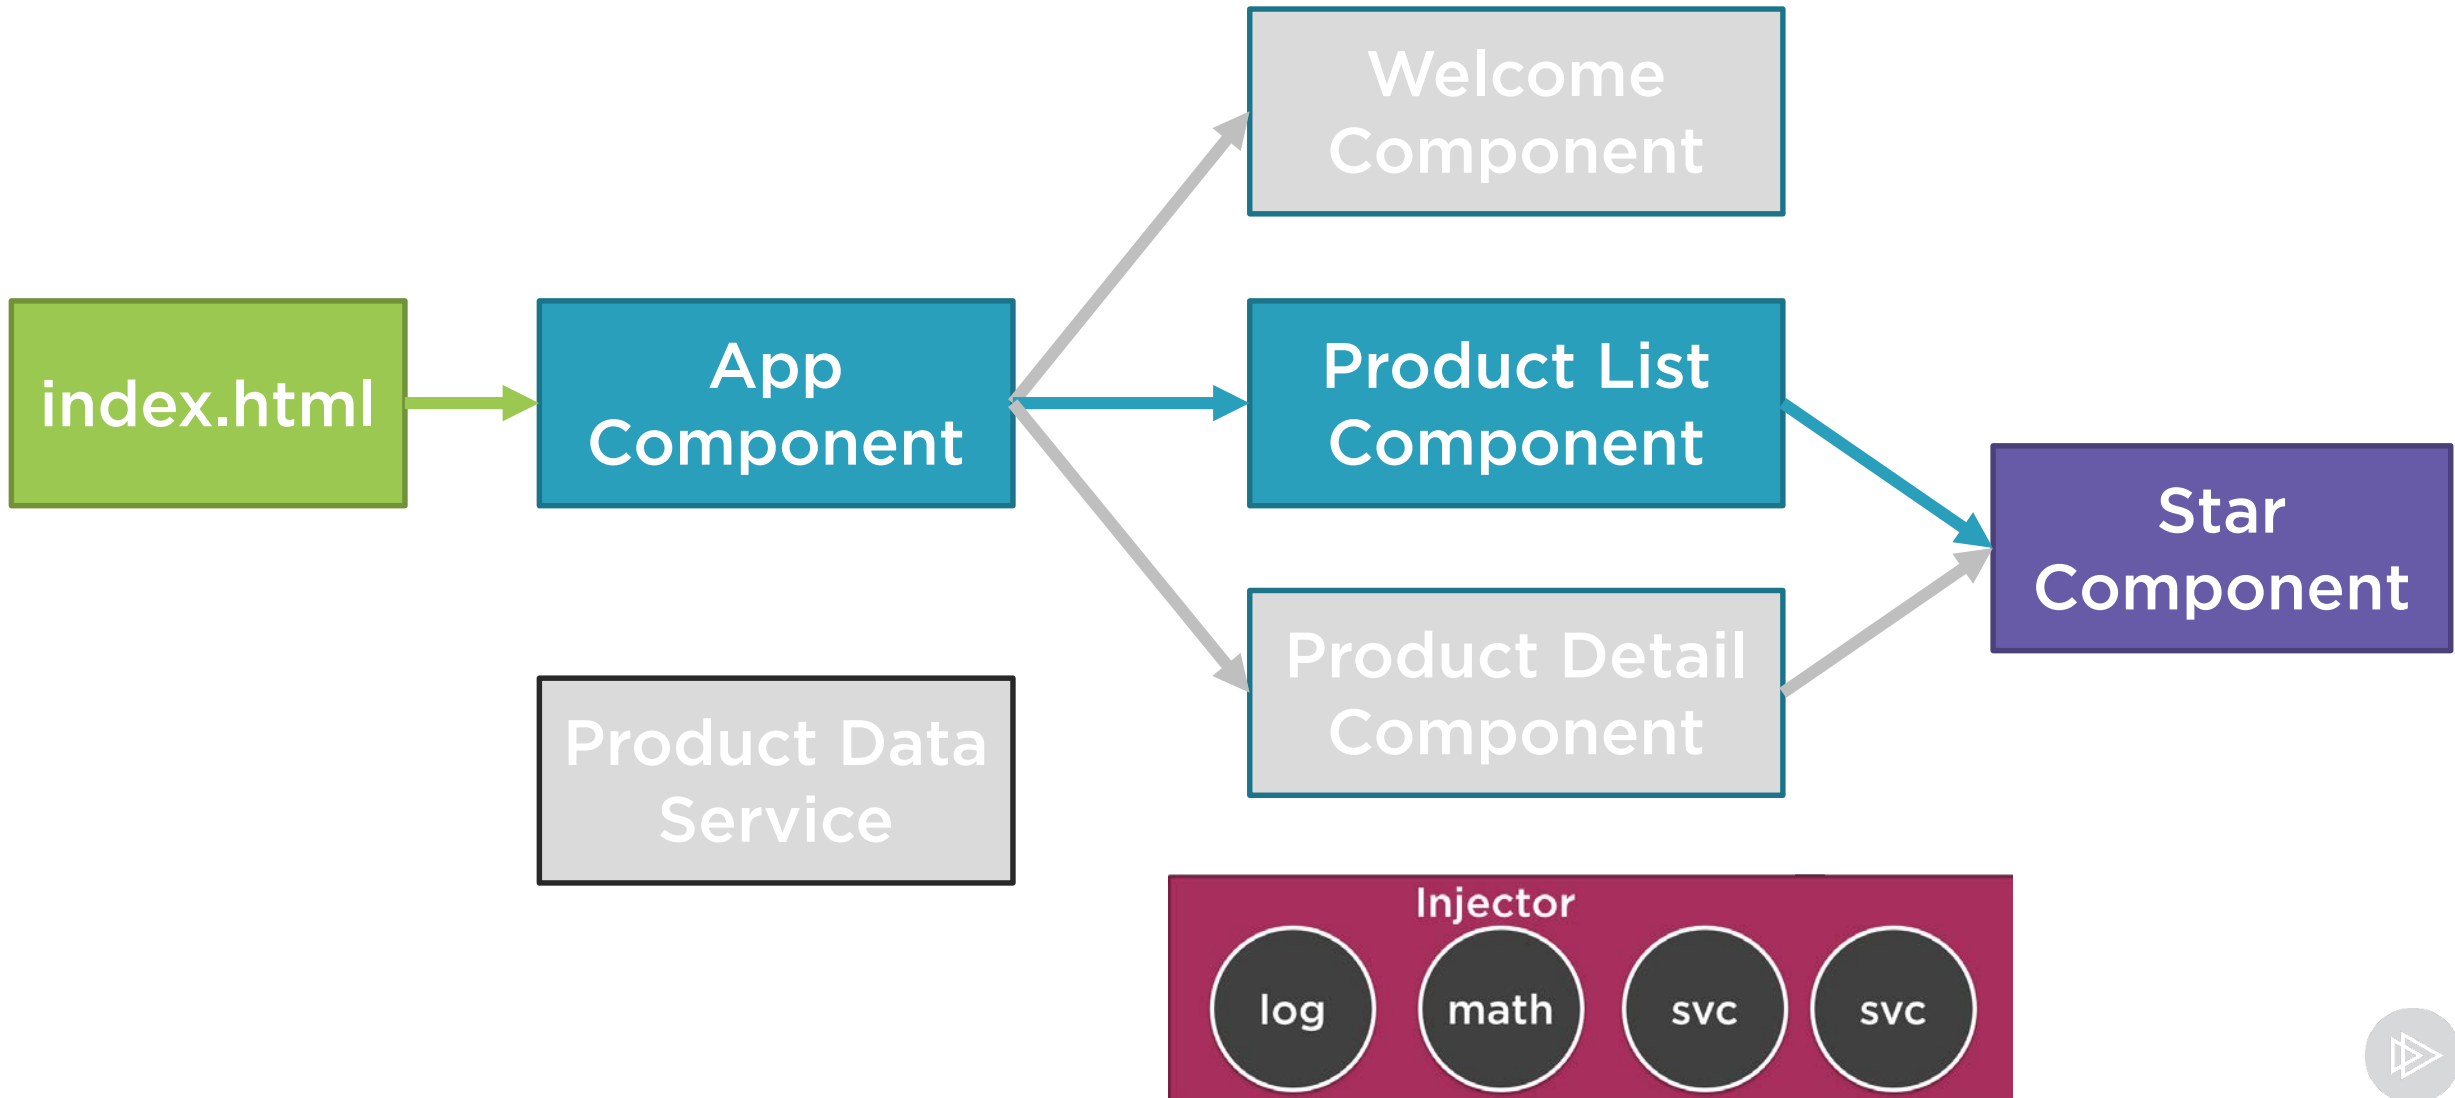 Welcome
Component
index.html
App
Component
Product List
Component
Star
Component
Product Detail
Component
Product Data
Service
Injector
log
math
svc
svc